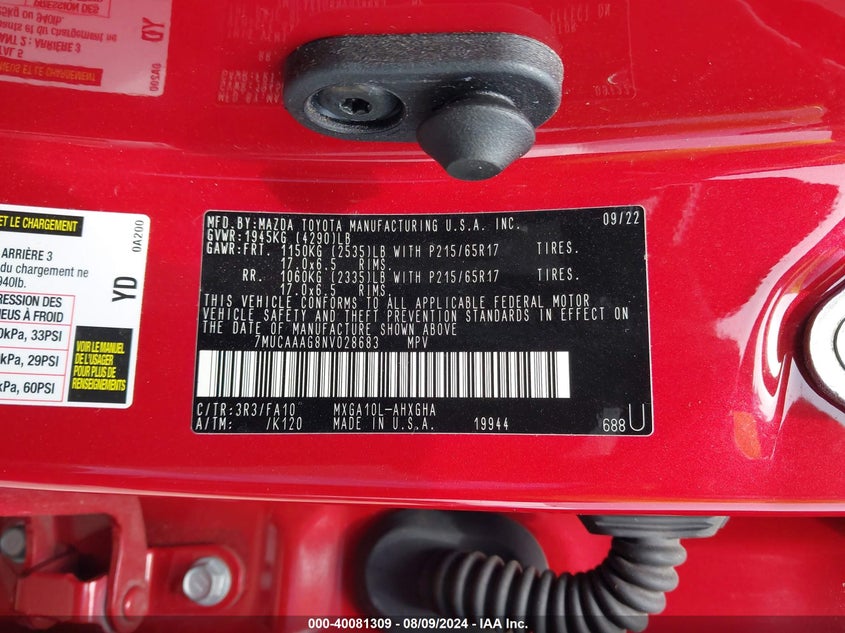 MFD.BY:MAZDA TOYOTA MANUFACTURING U.S.A. INC. 09/22
GVWR:1945KG (4290)LB
GAWR:FRT. 1150KG (2535)LB WITH P215/65R17 TIRES.
17.0x6.5 RIMS.
RR. 1060KG (2335)LB WITH P215/65R17 TIRES.
17.0x6.5 RIMS.
THIS VEHICLE CONFORMS TO ALL APPLICABLE FEDERAL MOTOR
VEHICLE SAFETY AND THEFT PREVENTION STANDARDS IN EFFECT ON
THE DATE OF MANUFACTURE SHOWN ABOVE
7MUCAAAG8NV028683 MPV
C/TR:3R3/FA10 MXGA10L-AHXGHA
A/TM: /K120 MADE IN U.S.A. 19944 688U
ET LE CHARGEMENT
0A200
ARRIÈRE 3
du chargement ne
940lb.
YD
RESSION DES
NEUS À FROID
kPa, 33PSI
kPa, 29PSI
kPa, 60PSI
VOIR LE MANUEL
DE L'USAGER
POUR PLUS DE
RENSEIGNEMENTS
000-40081309 - 08/09/2024 - IAA Inc.